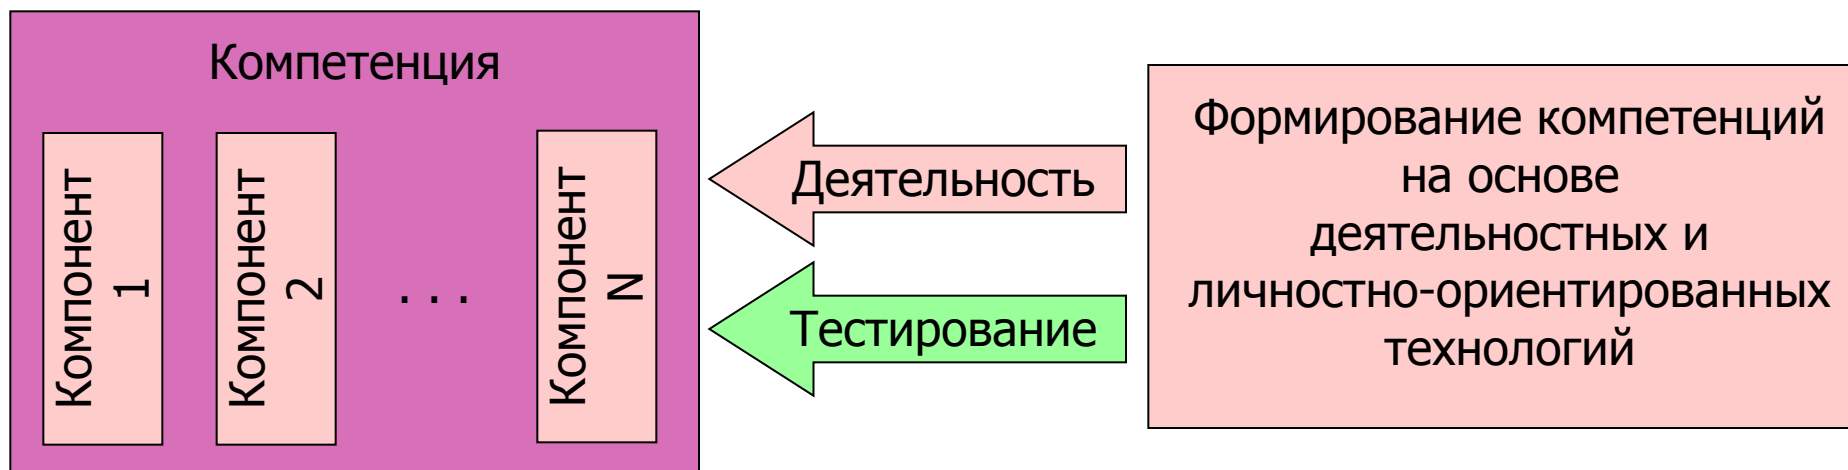 Компетенция
Компонент
1
Компонент
2
. . .
Компонент
N
Деятельность
Тестирование
Формирование компетенций
на основе
деятельностных и
личностно-ориентированных
технологий